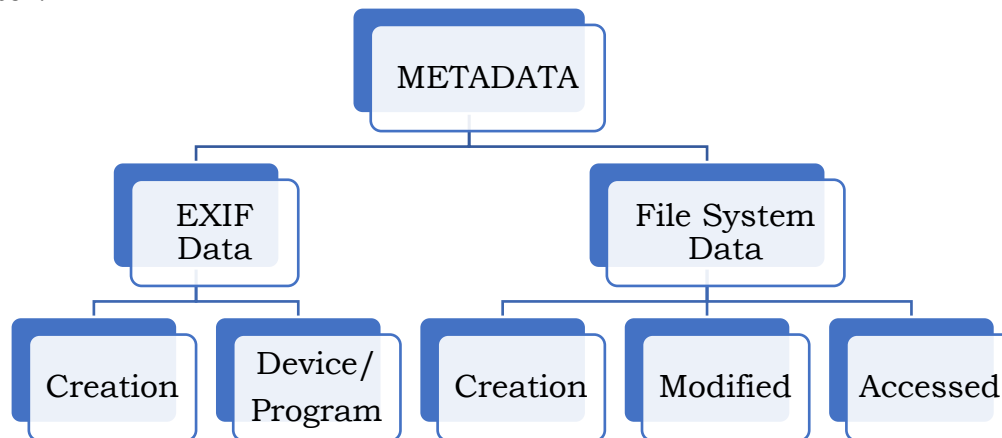 METADATA
EXIF
Data
File System
Data
Creation
Device/
Program
Creation
Modified
Accessed